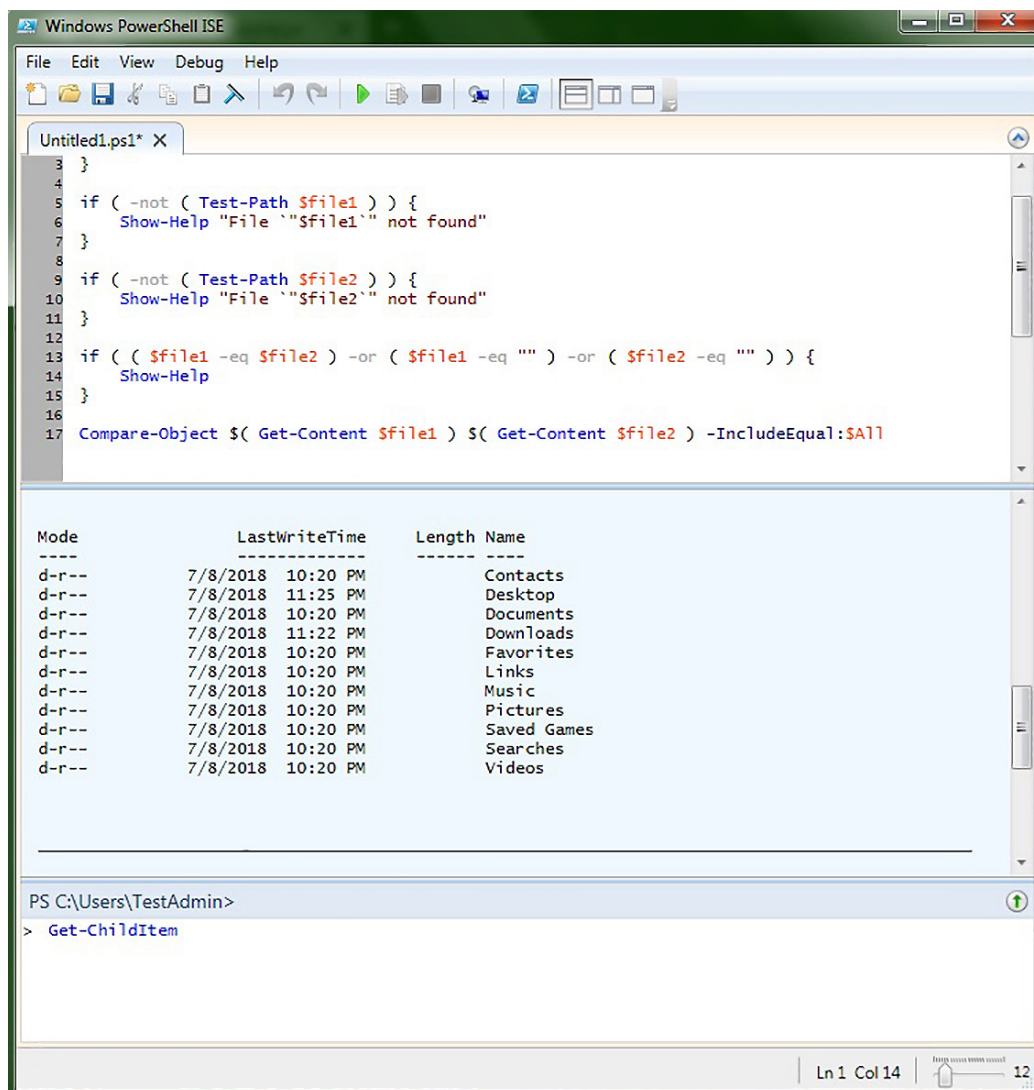 Windows PowerShell ISE
File Edit View Debug Help
Untitled1.ps1*
3 }
4
5 if ( -not ( Test-Path $file1 ) ) {
6     Show-Help "File `"$file1`" not found"
7 }
8
9 if ( -not ( Test-Path $file2 ) ) {
10     Show-Help "File `"$file2`" not found"
11 }
12
13 if ( ( $file1 -eq $file2 ) -or ( $file1 -eq "" ) -or ( $file2 -eq "" ) ) {
14     Show-Help
15 }
16
17 Compare-Object $( Get-Content $file1 ) $( Get-Content $file2 ) -IncludeEqual:$All
Mode LastWriteTime Length Name
---- ------------- ------ ----
d-r-- 7/8/2018 10:20 PM Contacts
d-r-- 7/8/2018 11:25 PM Desktop
d-r-- 7/8/2018 10:20 PM Documents
d-r-- 7/8/2018 11:22 PM Downloads
d-r-- 7/8/2018 10:20 PM Favorites
d-r-- 7/8/2018 10:20 PM Links
d-r-- 7/8/2018 10:20 PM Music
d-r-- 7/8/2018 10:20 PM Pictures
d-r-- 7/8/2018 10:20 PM Saved Games
d-r-- 7/8/2018 10:20 PM Searches
d-r-- 7/8/2018 10:20 PM Videos
PS C:\Users\TestAdmin>
> Get-ChildItem
Ln 1 Col 14 12